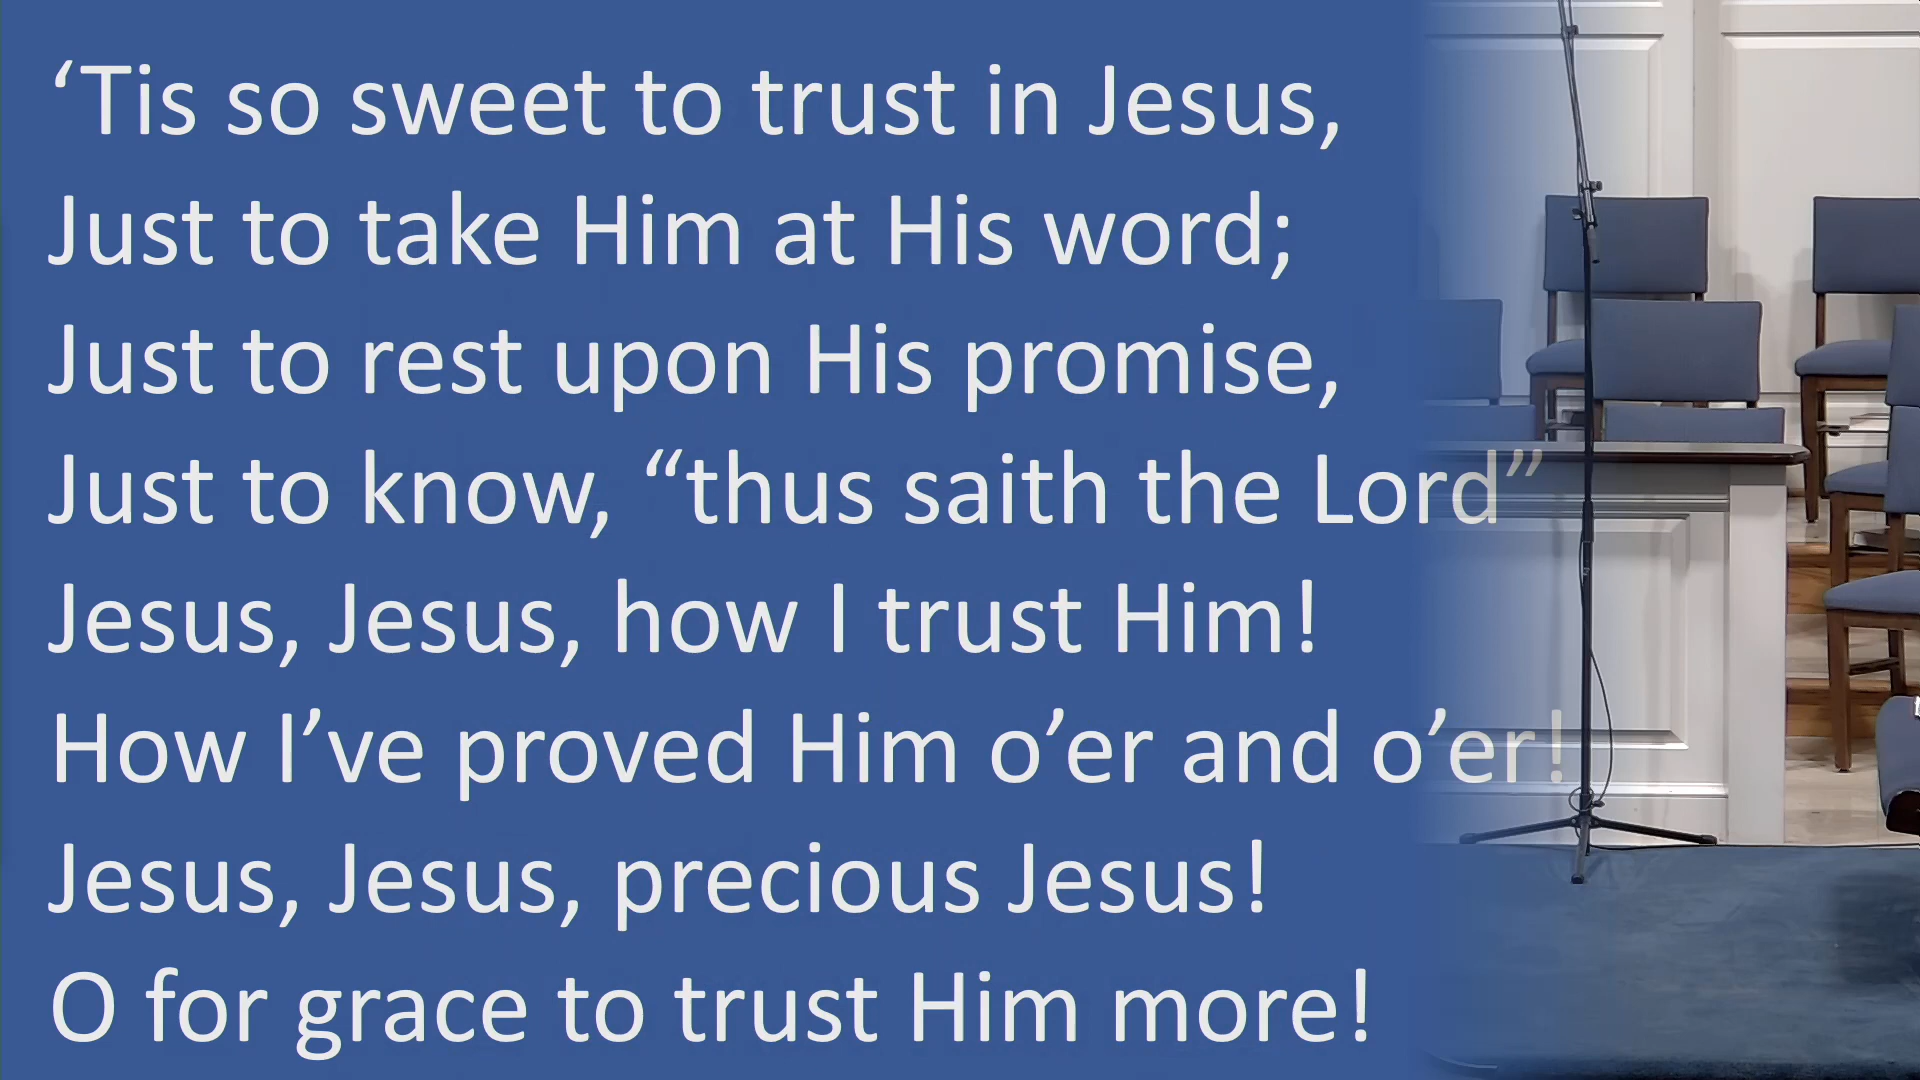 ‘Tis so sweet to trust in Jesus,
Just to take Him at His word;
Just to rest upon His promise,
Just to know, “thus saith the Lord”
Jesus, Jesus, how I trust Him!
How I’ve proved Him o’er and o’er!
Jesus, Jesus, precious Jesus!
O for grace to trust Him more!